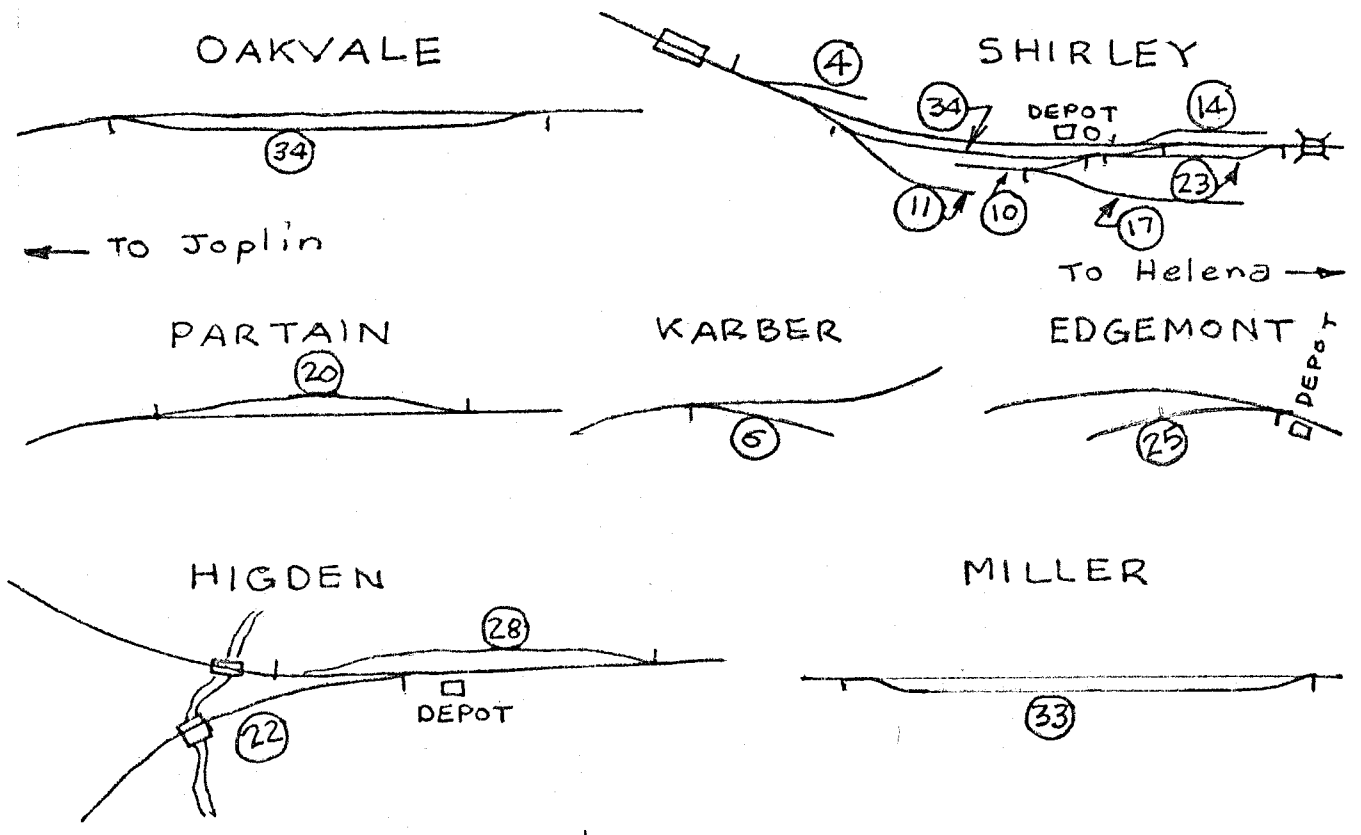 OAKVALE
34
SHIRLEY
4
34
DEPOT
14
11
10
17
23
← TO Joplin
TO Helena →
PARTAIN
20
KARBER
6
EDGEMONT
DEPOT
25
HIGDEN
28
DEPOT
22
MILLER
33